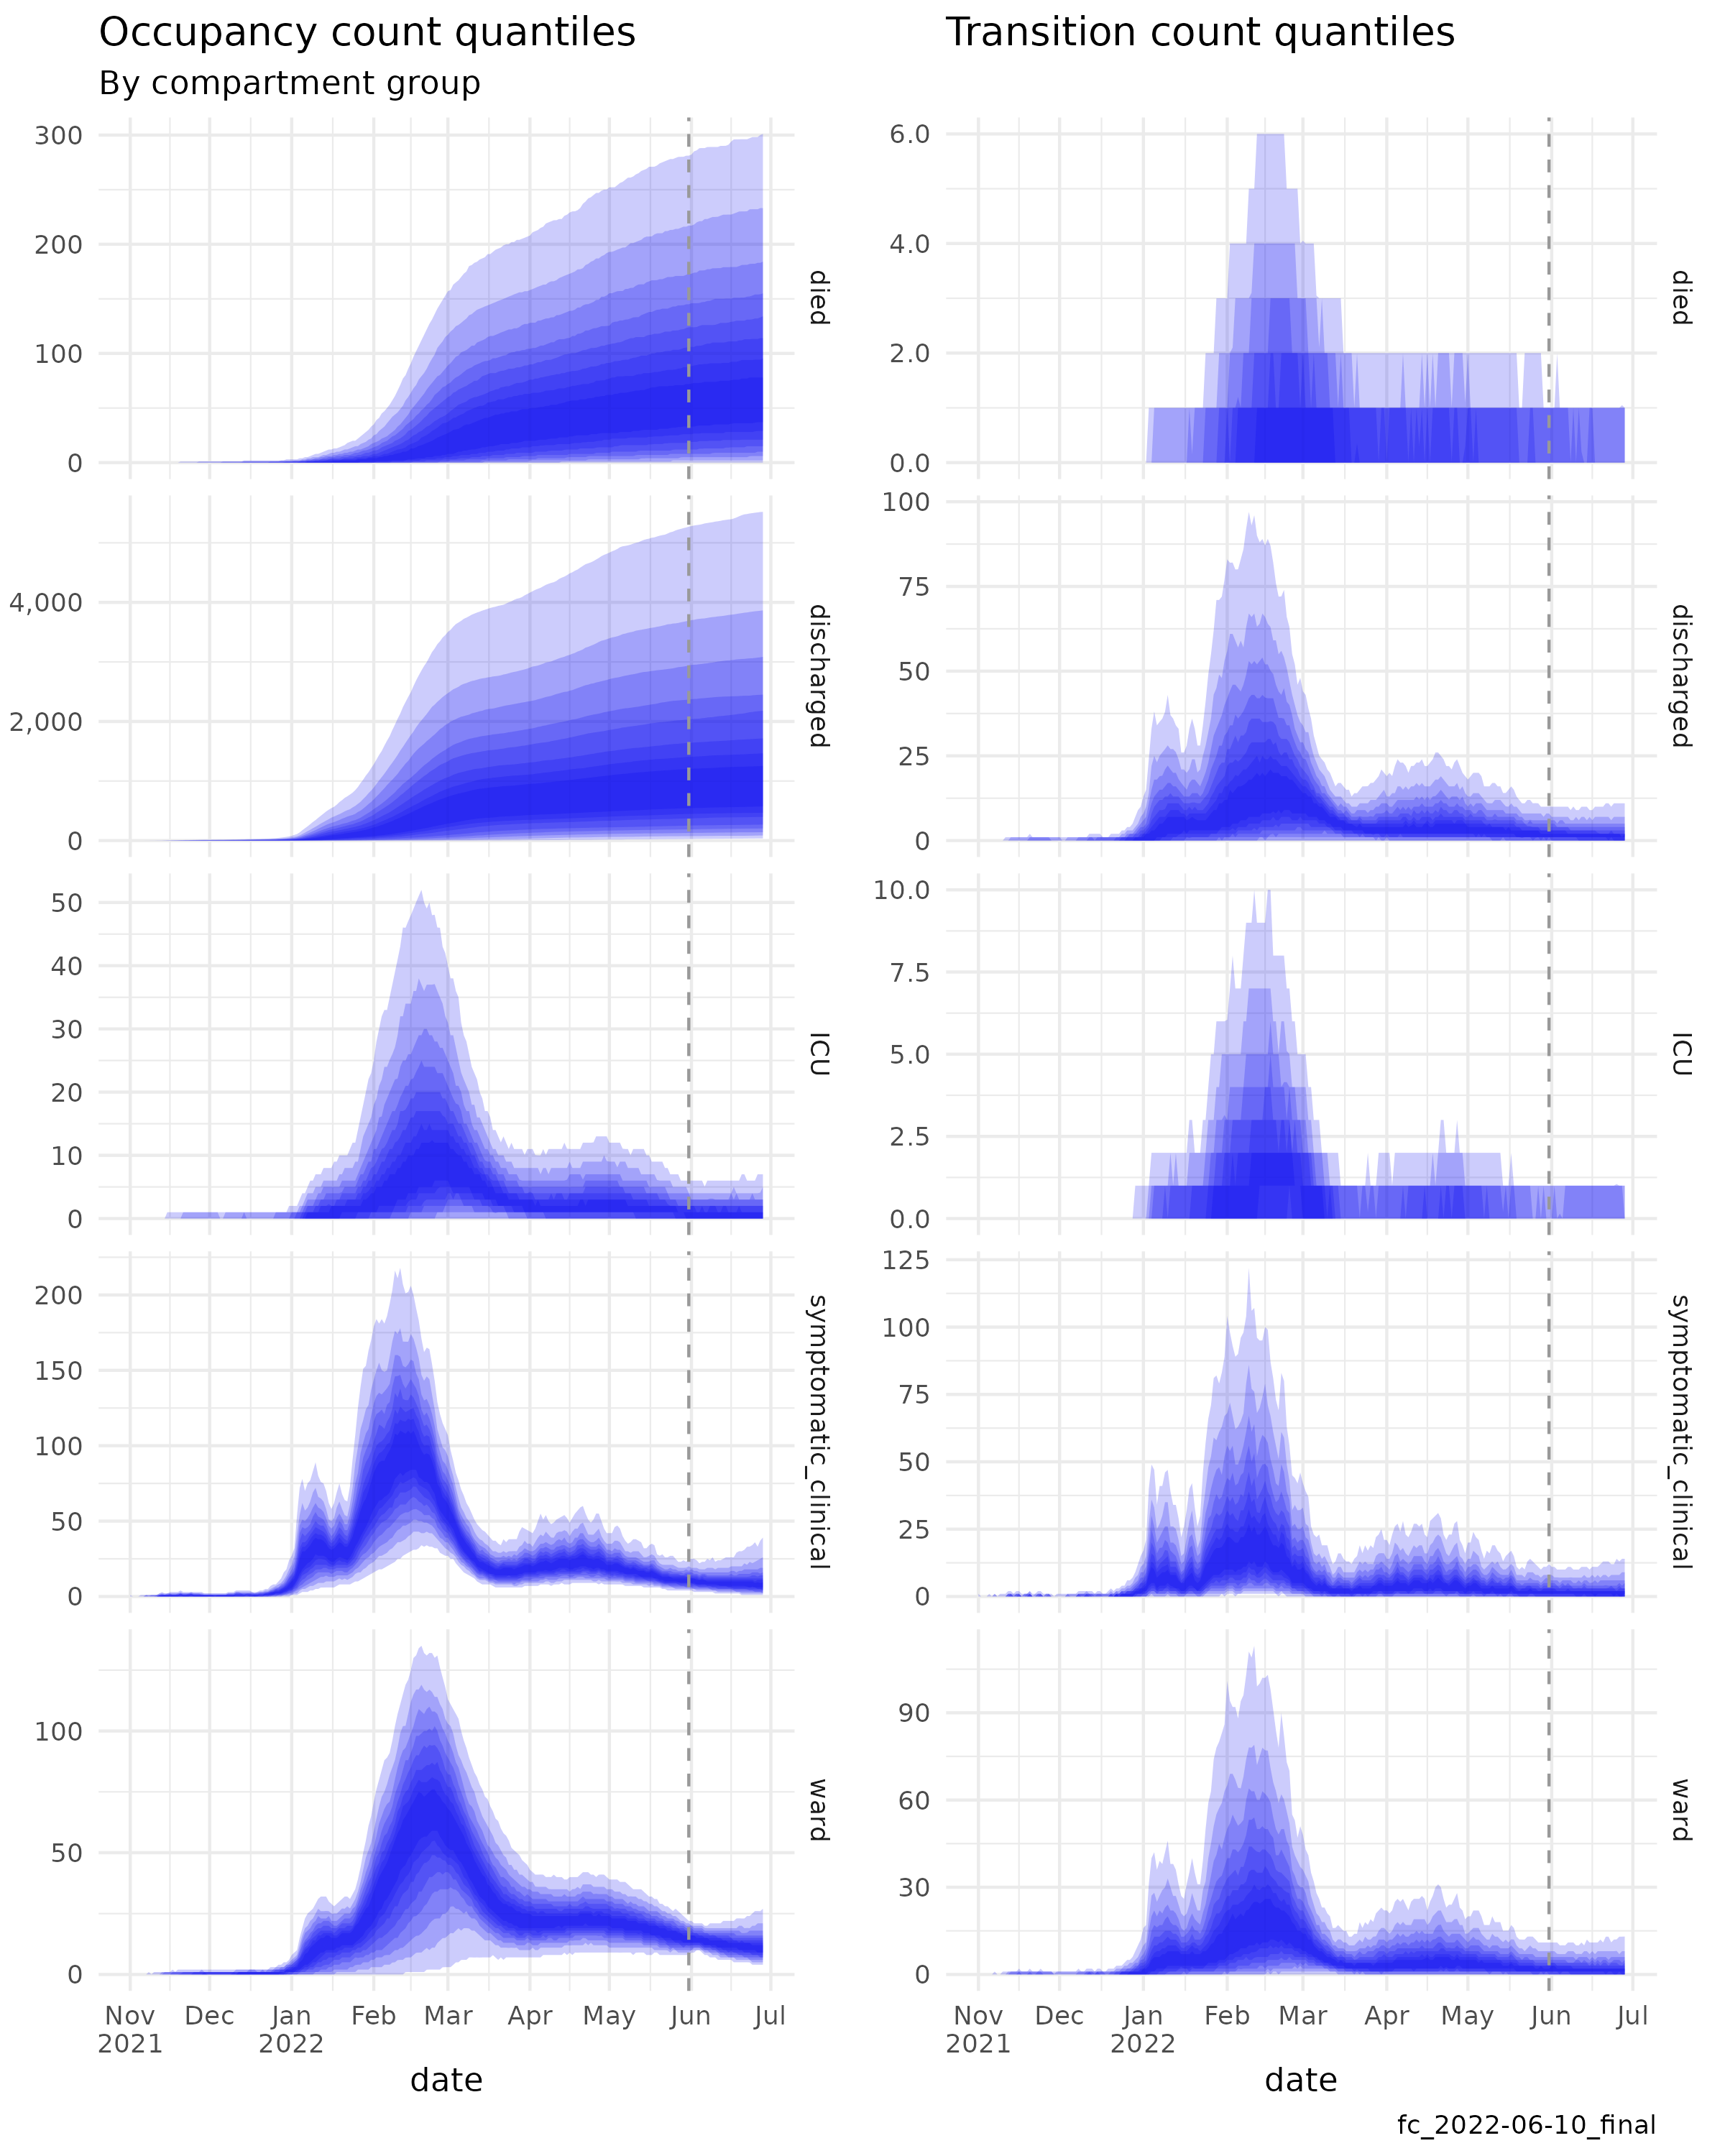 Occupancy count quantiles
By compartment group
300
200
100
0
died
4,000
2,000
0
discharged
50
40
30
20
10
0
ICU
200
150
100
50
0
symptomatic_clinical
100
50
0
ward
Nov Dec Jan Feb Mar Apr May Jun Jul
2021 2022
date
Transition count quantiles
6.0
4.0
2.0
0.0
died
100
75
50
25
0
discharged
10.0
7.5
5.0
2.5
0.0
ICU
125
100
75
50
25
0
symptomatic_clinical
90
60
30
0
ward
Nov Dec Jan Feb Mar Apr May Jun Jul
2021 2022
date
fc_2022-06-10_final